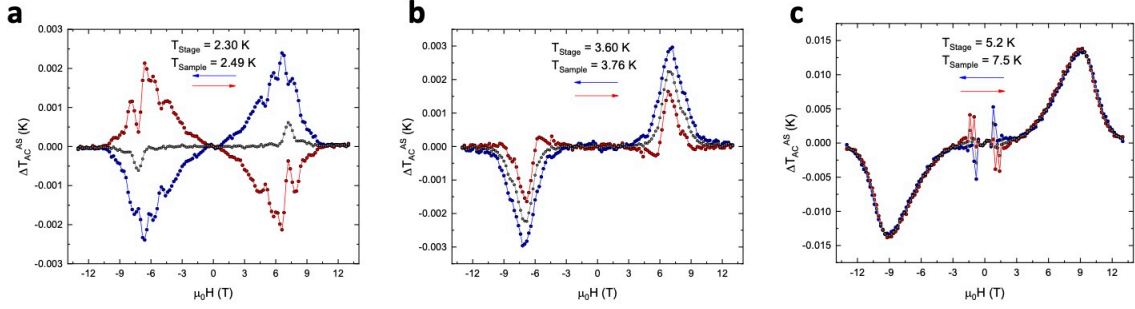 a
0.003
0.002
0.001
0.000
-0.001
-0.002
-0.003
ΔT_AC^AS (K)
T_Stage = 2.30 K
T_Sample = 2.49 K
-12 -9 -6 -3 0 3 6 9 12
μ₀H (T)
b
0.003
0.002
0.001
0.000
-0.001
-0.002
-0.003
ΔT_AC^AS (K)
T_Stage = 3.60 K
T_Sample = 3.76 K
-12 -9 -6 -3 0 3 6 9 12
μ₀H (T)
c
0.015
0.010
0.005
0.000
-0.005
-0.010
-0.015
ΔT_AC^AS (K)
T_Stage = 5.2 K
T_Sample = 7.5 K
-12 -9 -6 -3 0 3 6 9 12
μ₀H (T)